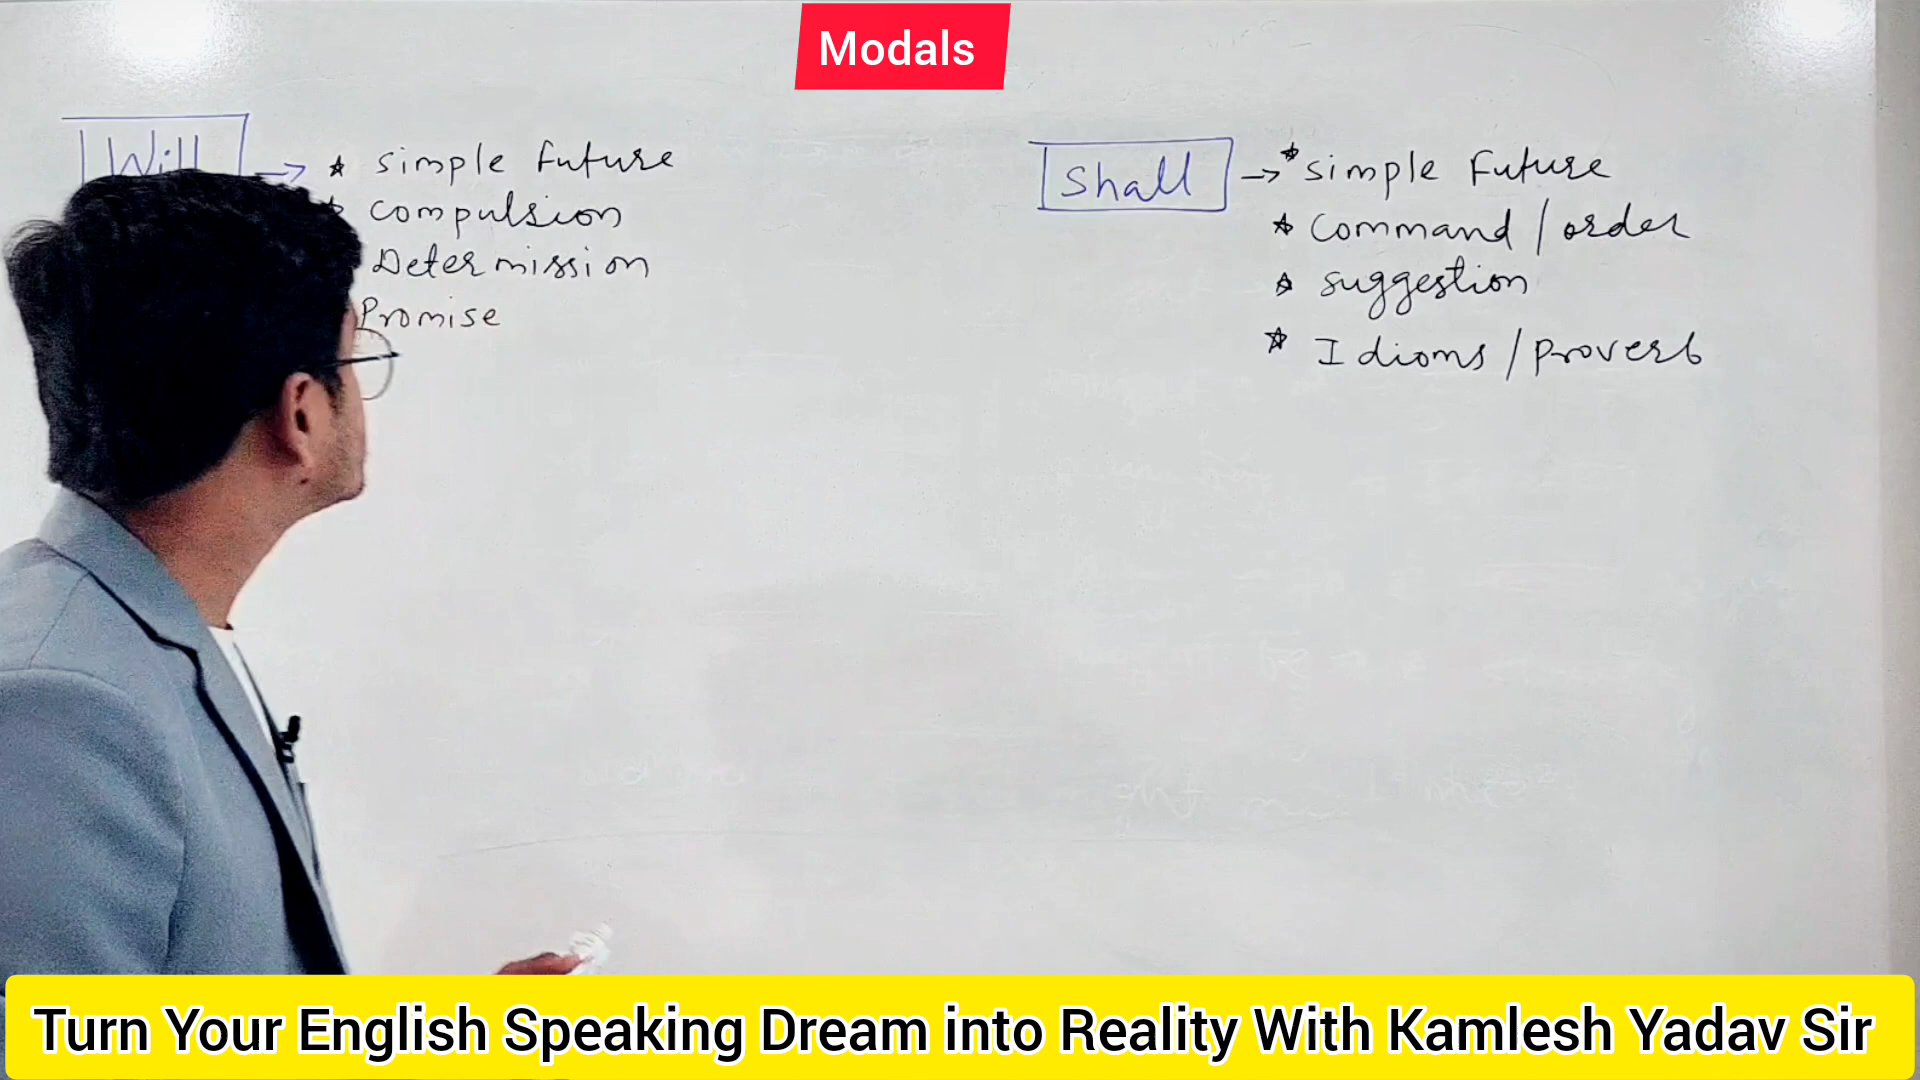 Modals
Will → * simple future
* compulsion
Determission
Promise
Shall → * simple Future
* Command / order
* suggestion
* Idioms / proverb
Turn Your English Speaking Dream into Reality With Kamlesh Yadav Sir